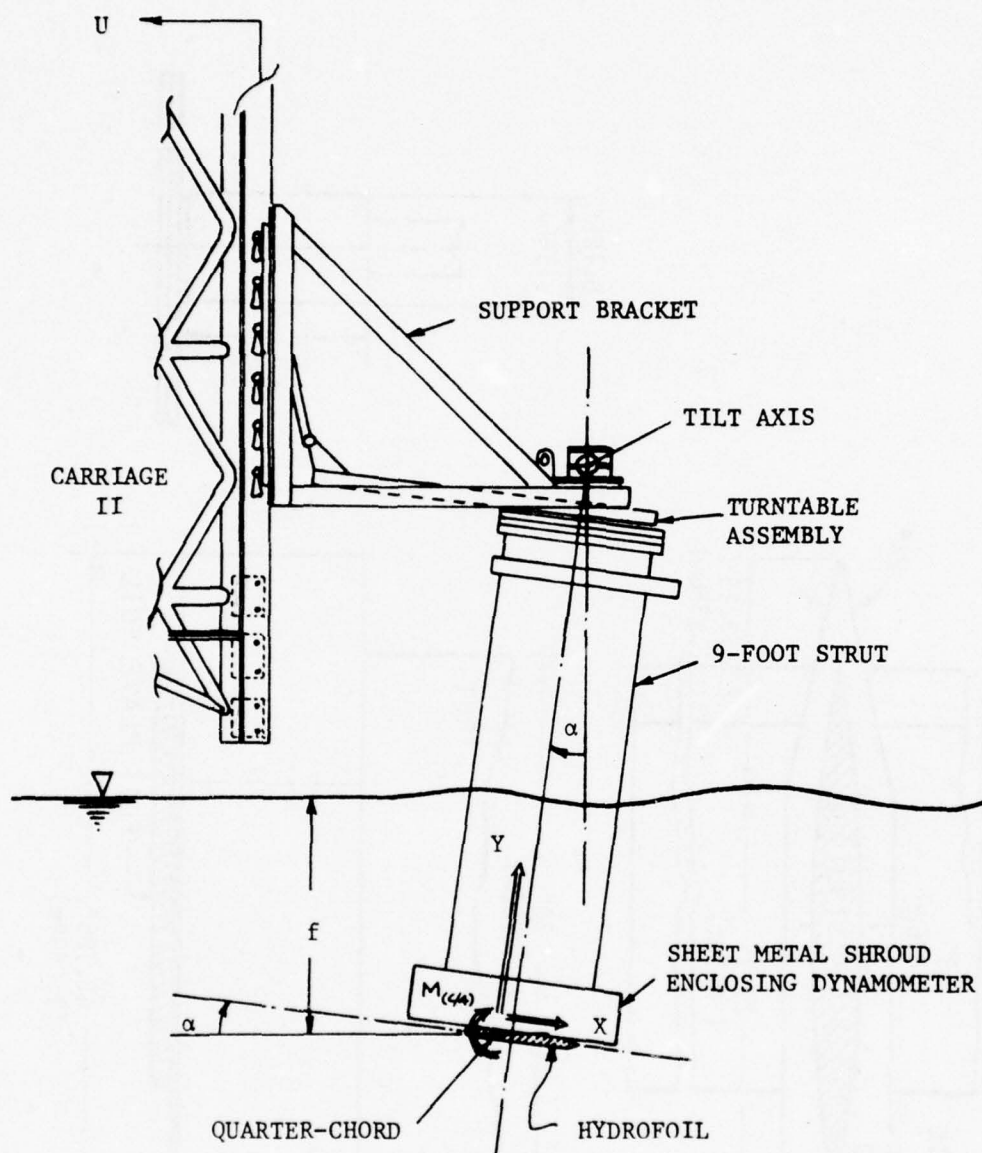 U
SUPPORT BRACKET
TILT AXIS
CARRIAGE
II
TURNTABLE
ASSEMBLY
9-FOOT STRUT
α
Y
f
SHEET METAL SHROUD
ENCLOSING DYNAMOMETER
M(c/4)
X
α
QUARTER-CHORD
HYDROFOIL